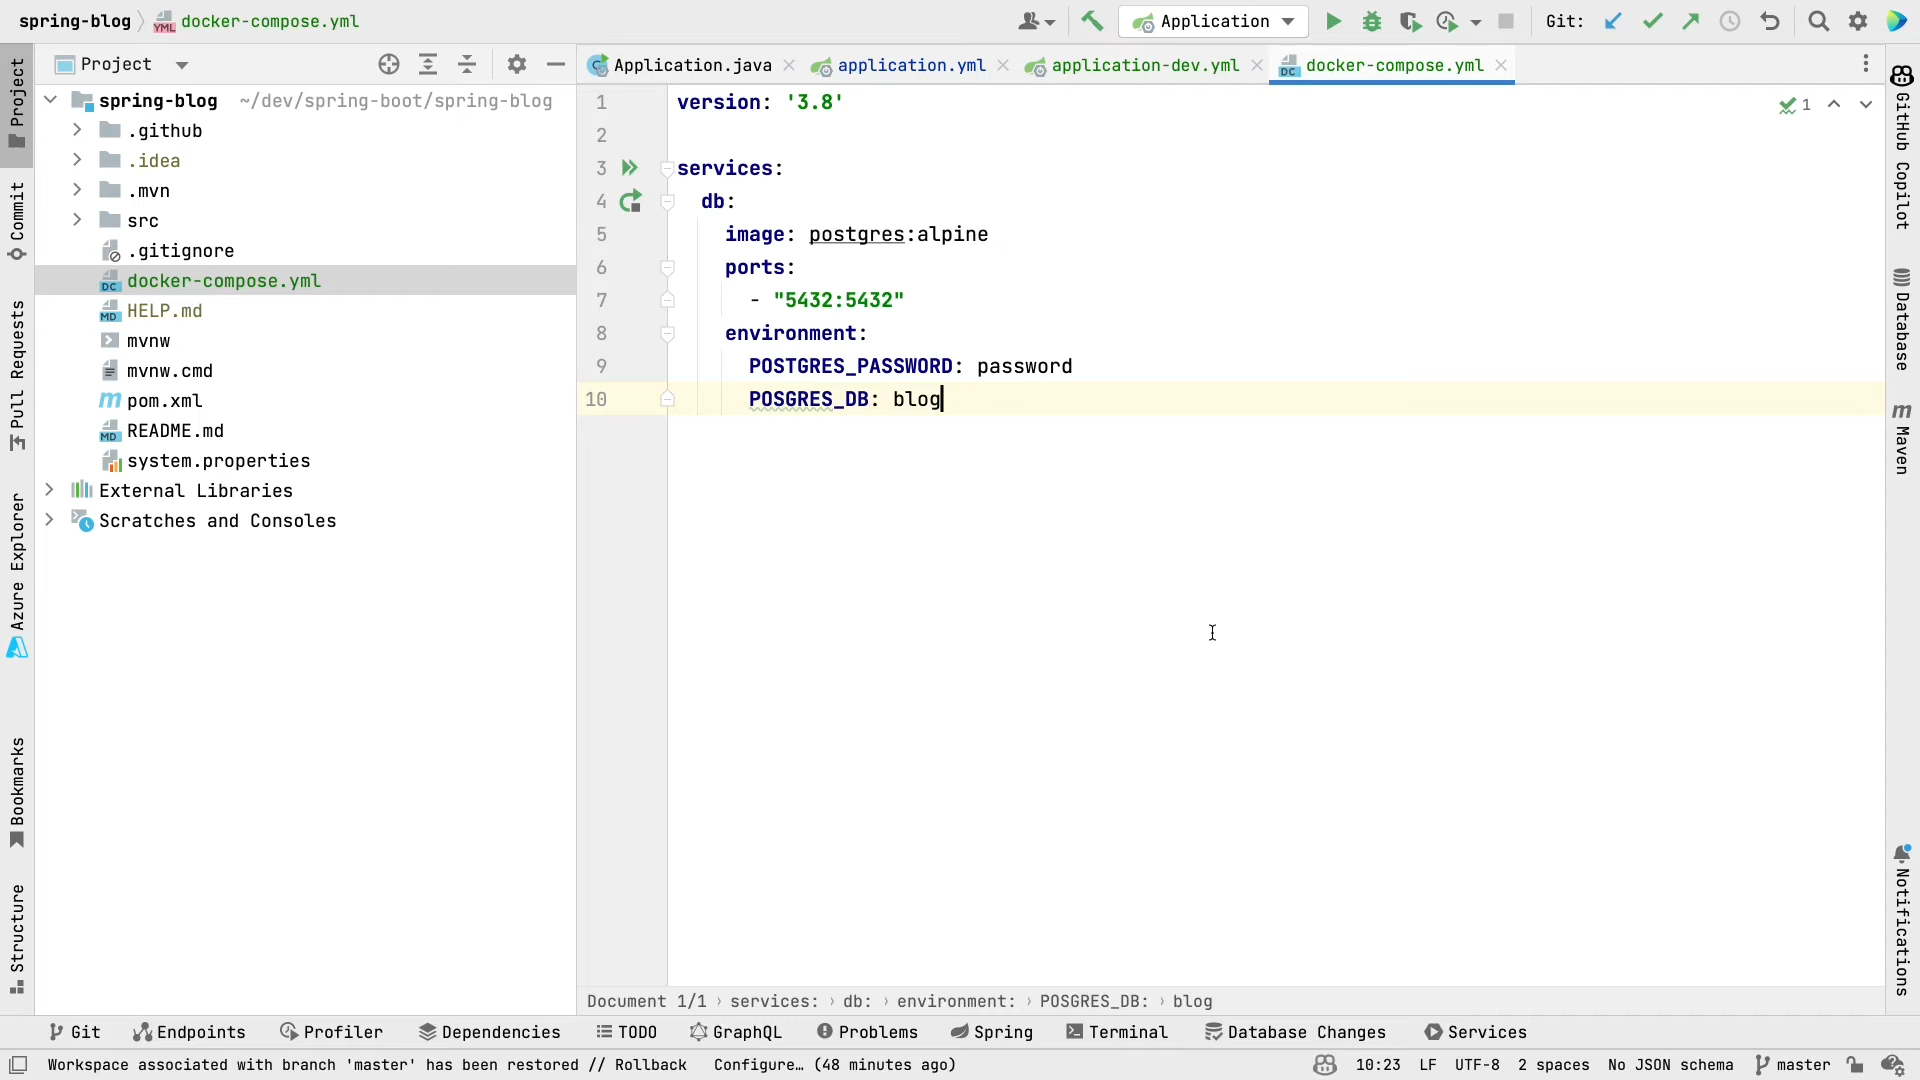 spring-blog
docker-compose.yml
Application
Git:
Project
Application.java
application.yml
application-dev.yml
docker-compose.yml
spring-blog ~/dev/spring-boot/spring-blog
.github
.idea
.mvn
src
.gitignore
docker-compose.yml
HELP.md
mvnw
mvnw.cmd
pom.xml
README.md
system.properties
External Libraries
Scratches and Consoles
1 version: '3.8'
2
3 services:
4 db:
5 image: postgres:alpine
6 ports:
7 - "5432:5432"
8 environment:
9 POSTGRES_PASSWORD: password
10 POSGRES_DB: blog
1
Project
Commit
Pull Requests
Azure Explorer
Bookmarks
Structure
GitHub Copilot
Database
Maven
Notifications
Document 1/1 › services: › db: › environment: › POSGRES_DB: › blog
Git Endpoints Profiler Dependencies TODO GraphQL Problems Spring Terminal Database Changes Services
Workspace associated with branch 'master' has been restored // Rollback Configure… (48 minutes ago) 10:23 LF UTF-8 2 spaces No JSON schema master